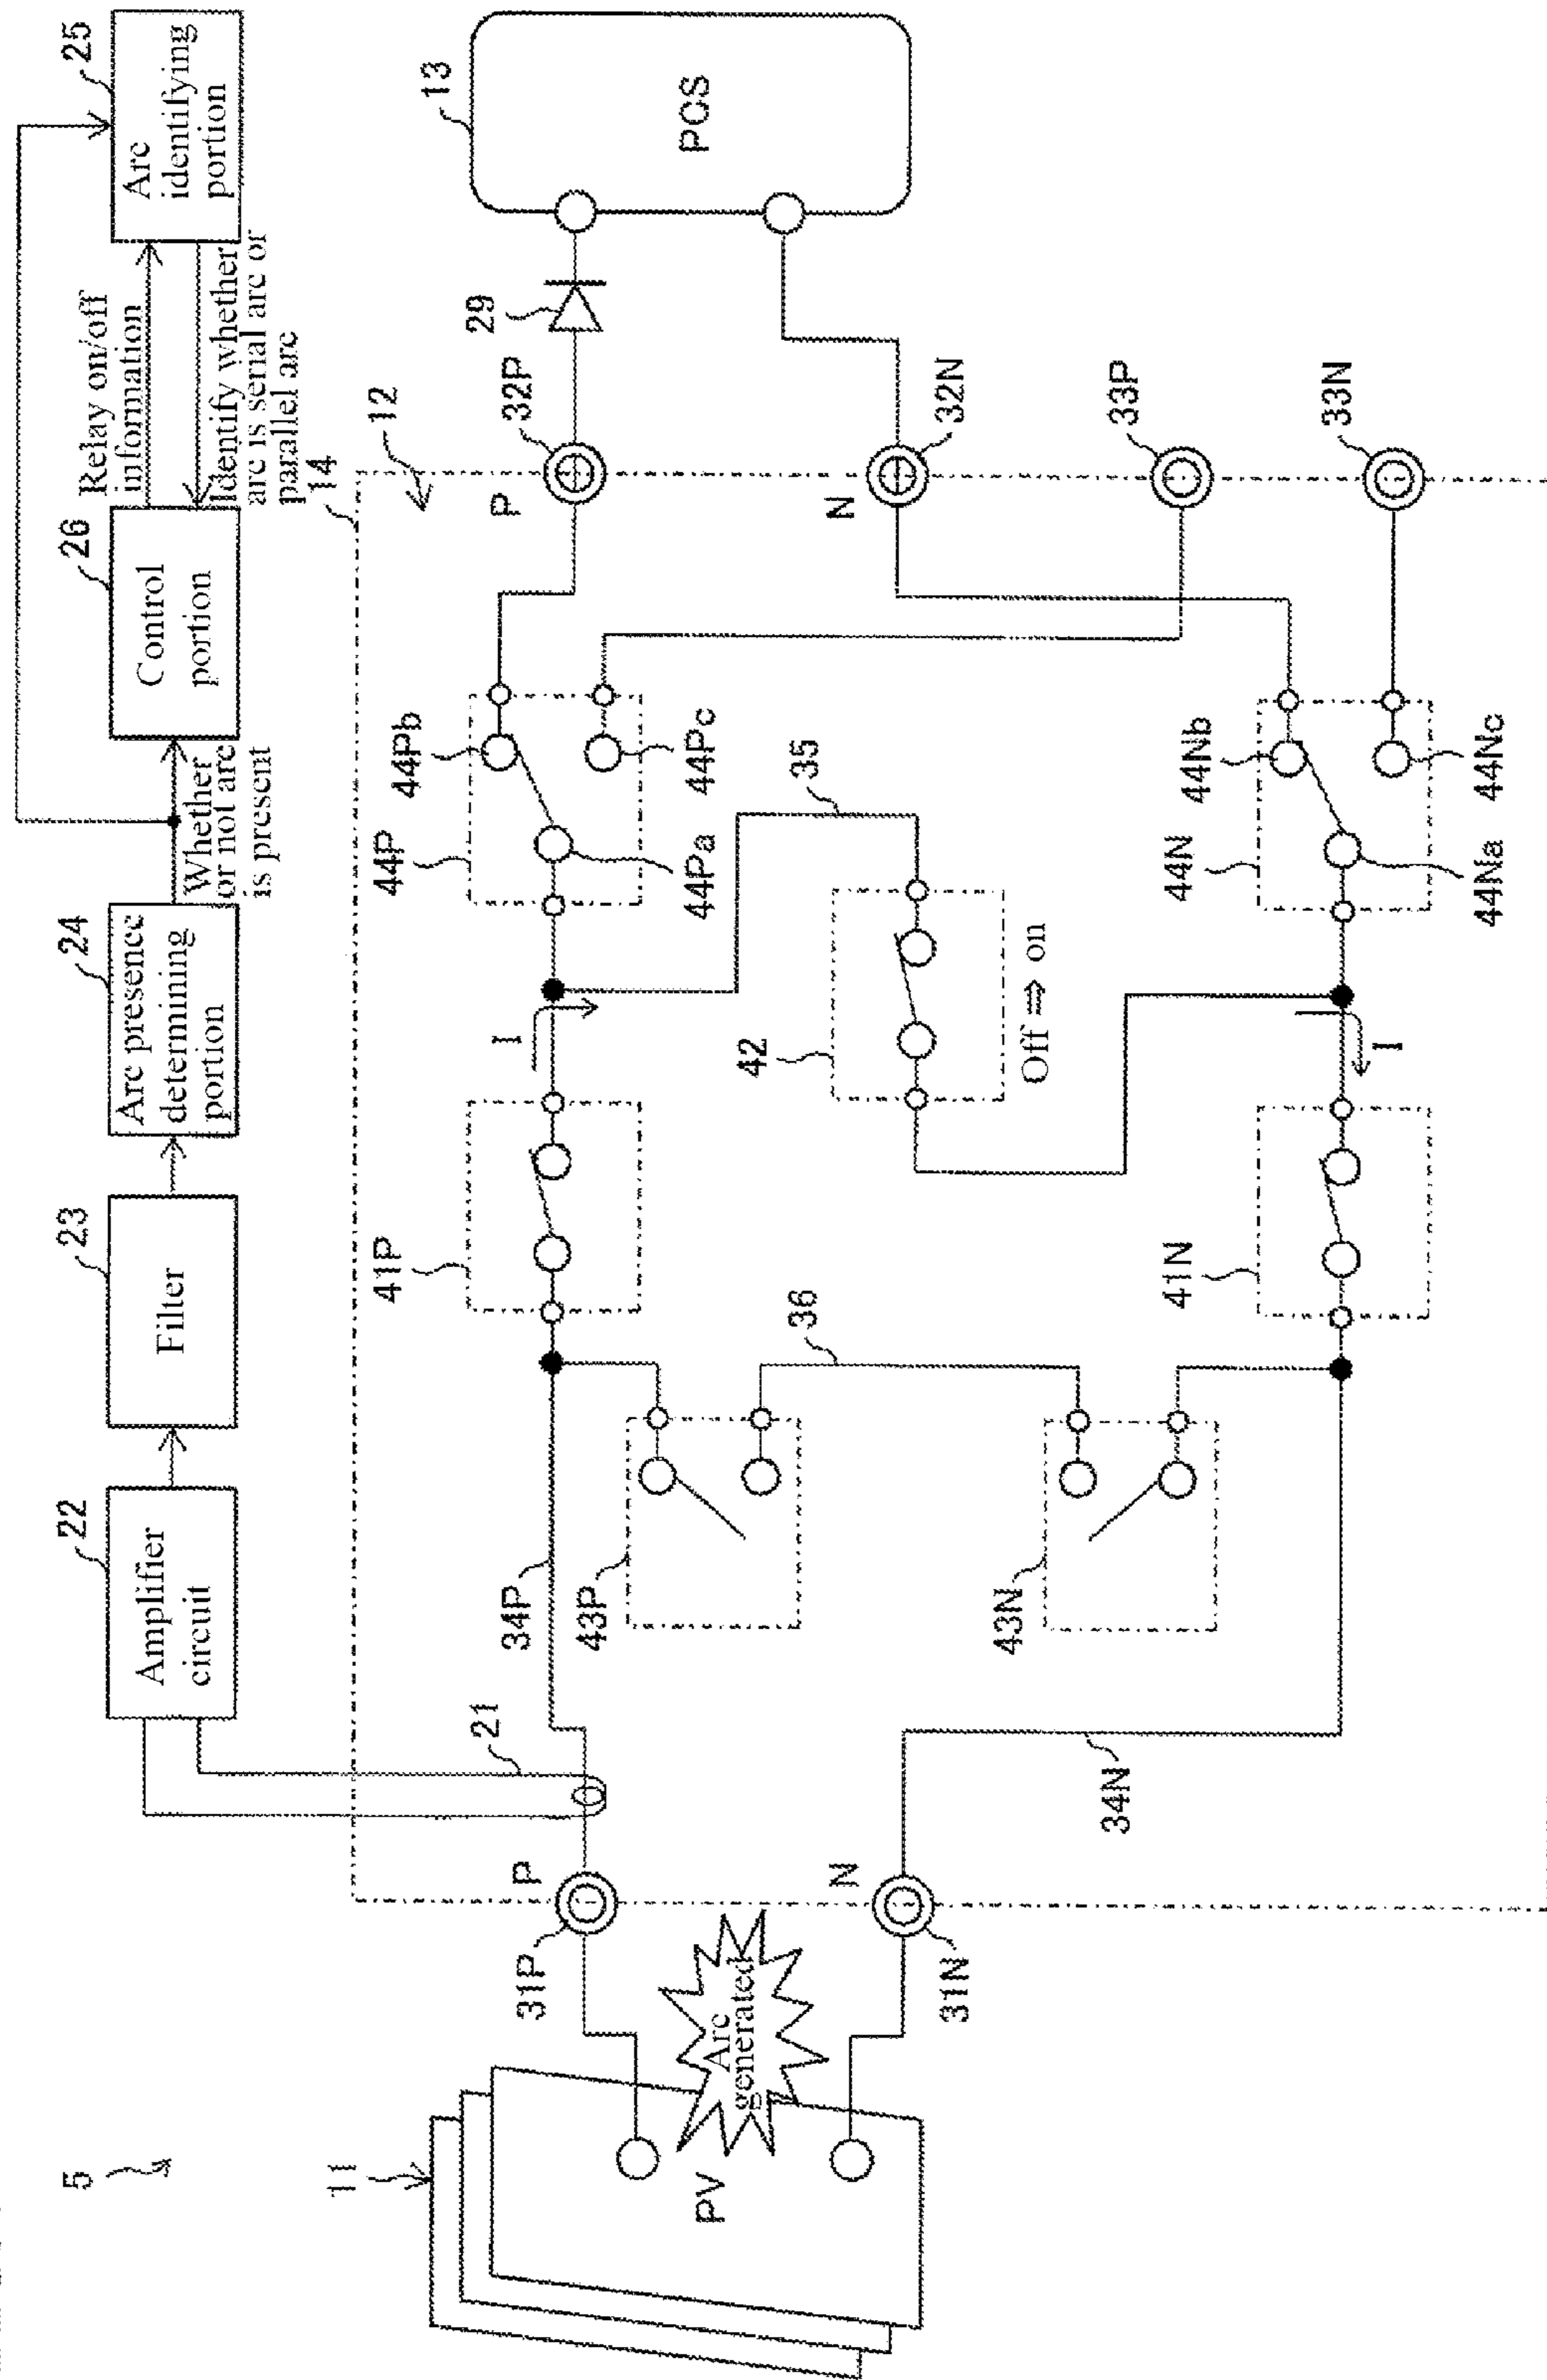 5
22
Amplifier
circuit
23
Filter
24
Arc presence
determining
portion
Whether
or not arc
is present
26
Control
portion
Relay on/off
information
Identify whether
arc is serial arc or
parallel arc
25
Arc
identifying
portion
14
12
21
11
PV
Arc
generated
31P
P
31N
N
34P
34N
43P
43N
36
41P
41N
I
I
42
Off ⇒ on
35
44P
44Pa
44Pb
44Pc
44N
44Na
44Nb
44Nc
P
32P
N
32N
33P
33N
29
13
PCS